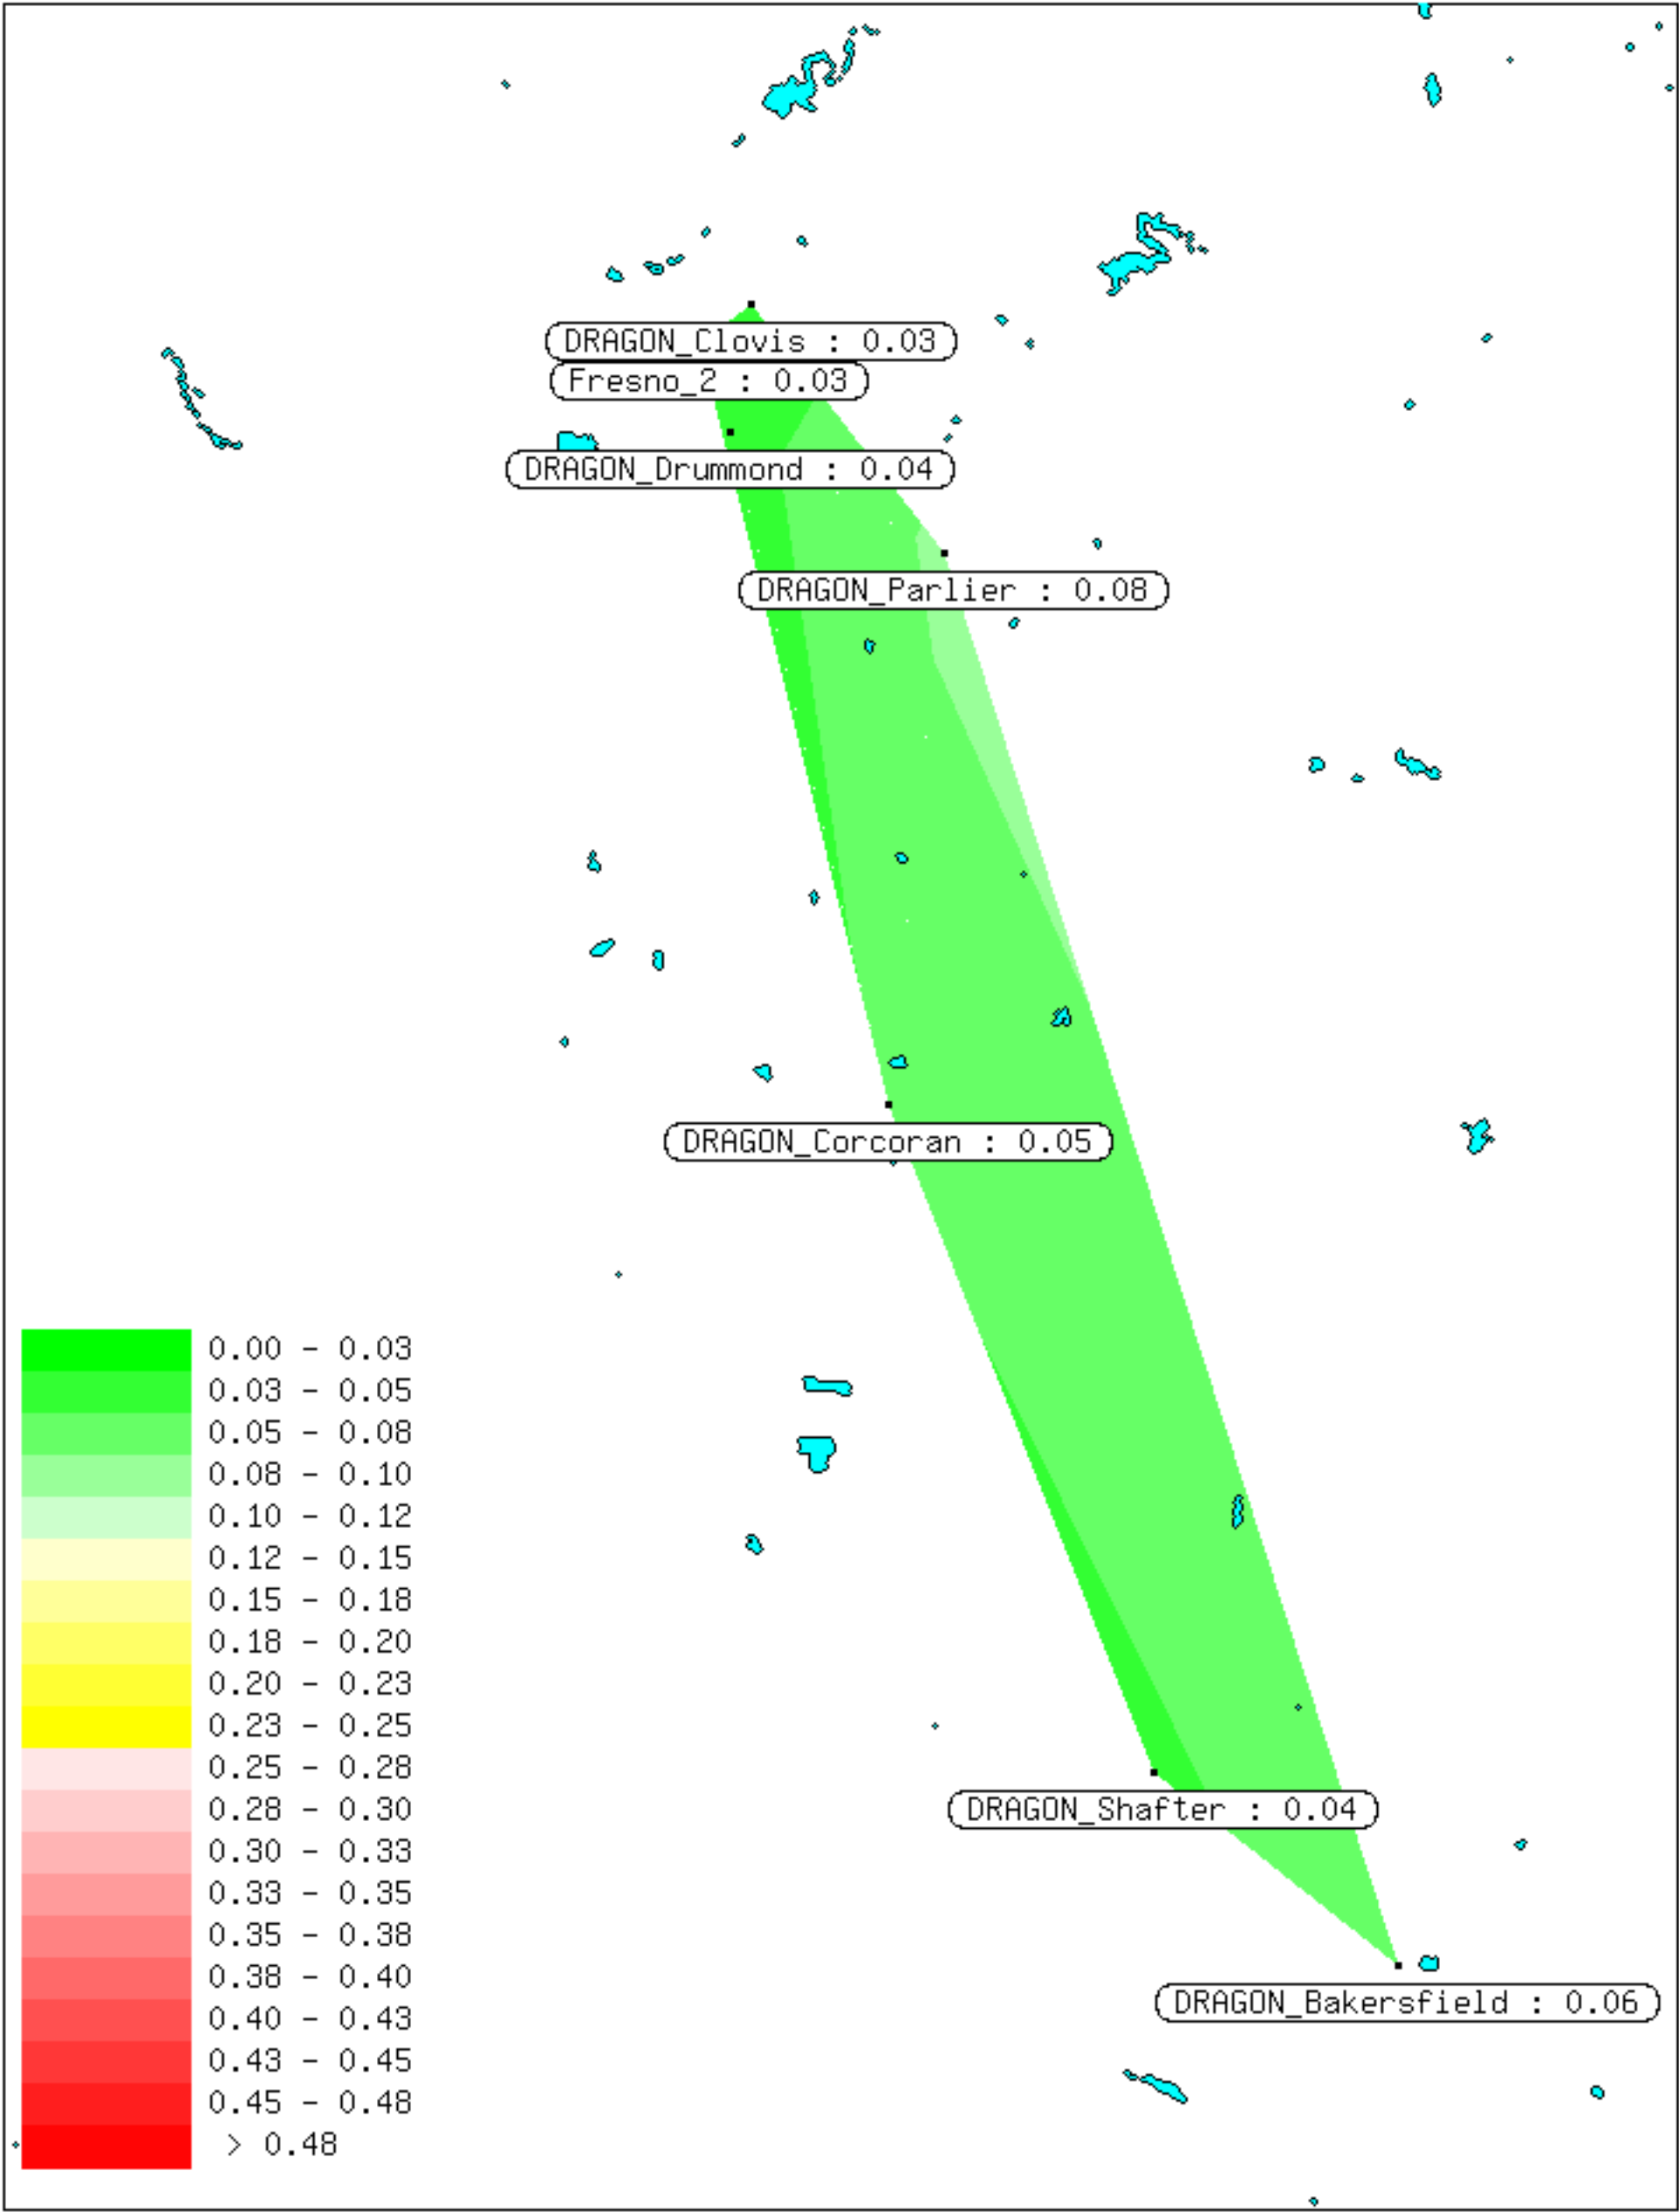 DRAGON_Clovis : 0.03
Fresno_2 : 0.03
DRAGON_Drummond : 0.04
DRAGON_Parlier : 0.08
DRAGON_Corcoran : 0.05
0.00 - 0.03
0.03 - 0.05
0.05 - 0.08
0.08 - 0.10
0.10 - 0.12
0.12 - 0.15
0.15 - 0.18
0.18 - 0.20
0.20 - 0.23
0.23 - 0.25
0.25 - 0.28
0.28 - 0.30
0.30 - 0.33
0.33 - 0.35
0.35 - 0.38
0.38 - 0.40
0.40 - 0.43
0.43 - 0.45
0.45 - 0.48
> 0.48
DRAGON_Shafter : 0.04
DRAGON_Bakersfield : 0.06